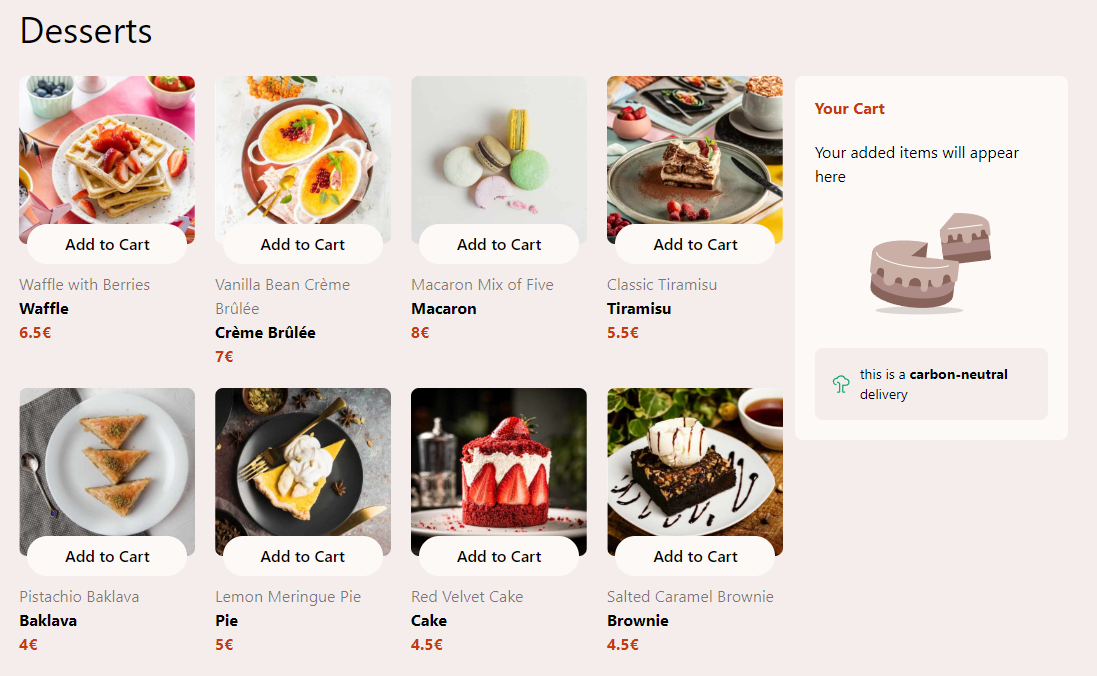 Desserts
Add to Cart
Waffle with Berries
Waffle
6.5€
Add to Cart
Vanilla Bean Crème
Brûlée
Crème Brûlée
7€
Add to Cart
Macaron Mix of Five
Macaron
8€
Add to Cart
Classic Tiramisu
Tiramisu
5.5€
Add to Cart
Pistachio Baklava
Baklava
4€
Add to Cart
Lemon Meringue Pie
Pie
5€
Add to Cart
Red Velvet Cake
Cake
4.5€
Add to Cart
Salted Caramel Brownie
Brownie
4.5€
Your Cart
Your added items will appear
here
this is a carbon-neutral
delivery